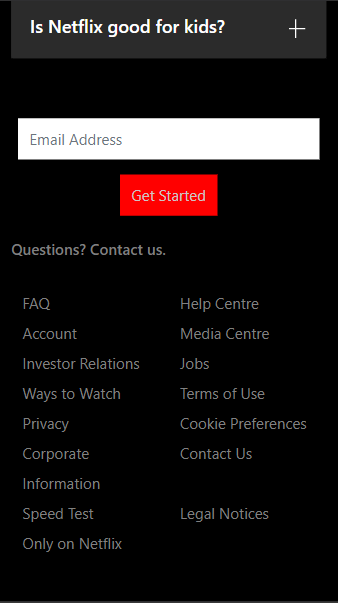 Is Netflix good for kids?
Email Address
Get Started
Questions? Contact us.
FAQ
Help Centre
Account
Media Centre
Investor Relations
Jobs
Ways to Watch
Terms of Use
Privacy
Cookie Preferences
Corporate
Information
Contact Us
Speed Test
Legal Notices
Only on Netflix